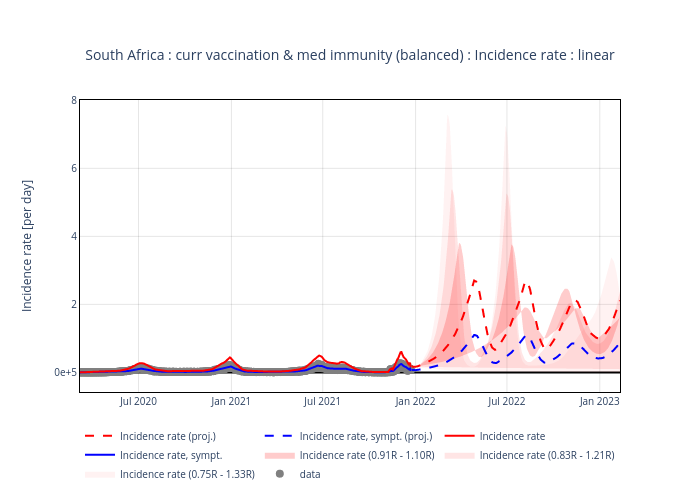 South Africa : curr vaccination & med immunity (balanced) : Incidence rate : linear
Incidence rate [per day]
8
6
4
2
0e+5
Jul 2020 Jan 2021 Jul 2021 Jan 2022 Jul 2022 Jan 2023
Incidence rate (proj.) Incidence rate, sympt. (proj.) Incidence rate
Incidence rate, sympt. Incidence rate (0.91R - 1.10R) Incidence rate (0.83R - 1.21R)
Incidence rate (0.75R - 1.33R) data